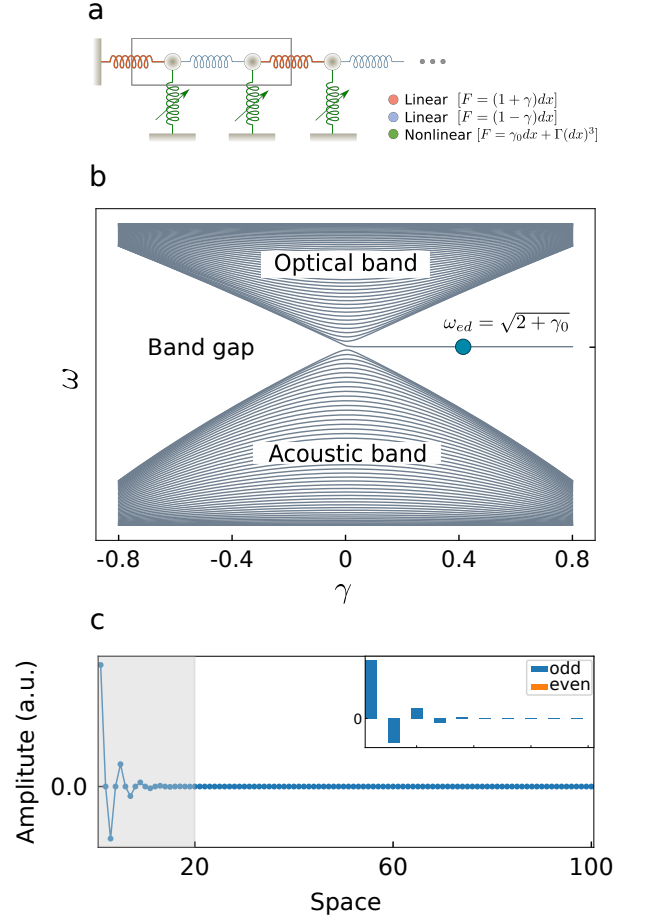 a
Linear [F = (1 + γ)dx]
Linear [F = (1 − γ)dx]
Nonlinear [F = γ₀dx + Γ(dx)³]
b
Optical band
ω_ed = √(2 + γ₀)
Band gap
ω
Acoustic band
-0.8 -0.4 0 0.4 0.8
γ
c
Amplitute (a.u.)
odd
even
0
0.0
20 60 100
Space